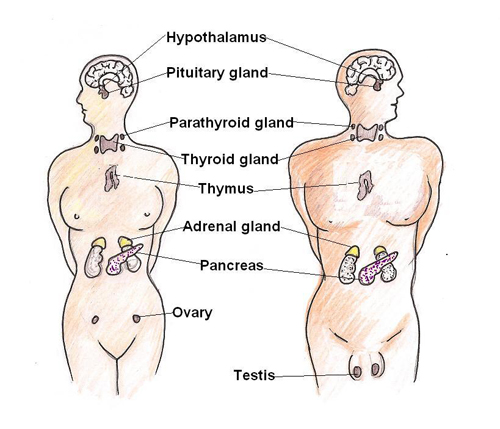 Hypothalamus
Pituitary gland
Parathyroid gland
Thyroid gland
Thymus
Adrenal gland
Pancreas
Ovary
Testis